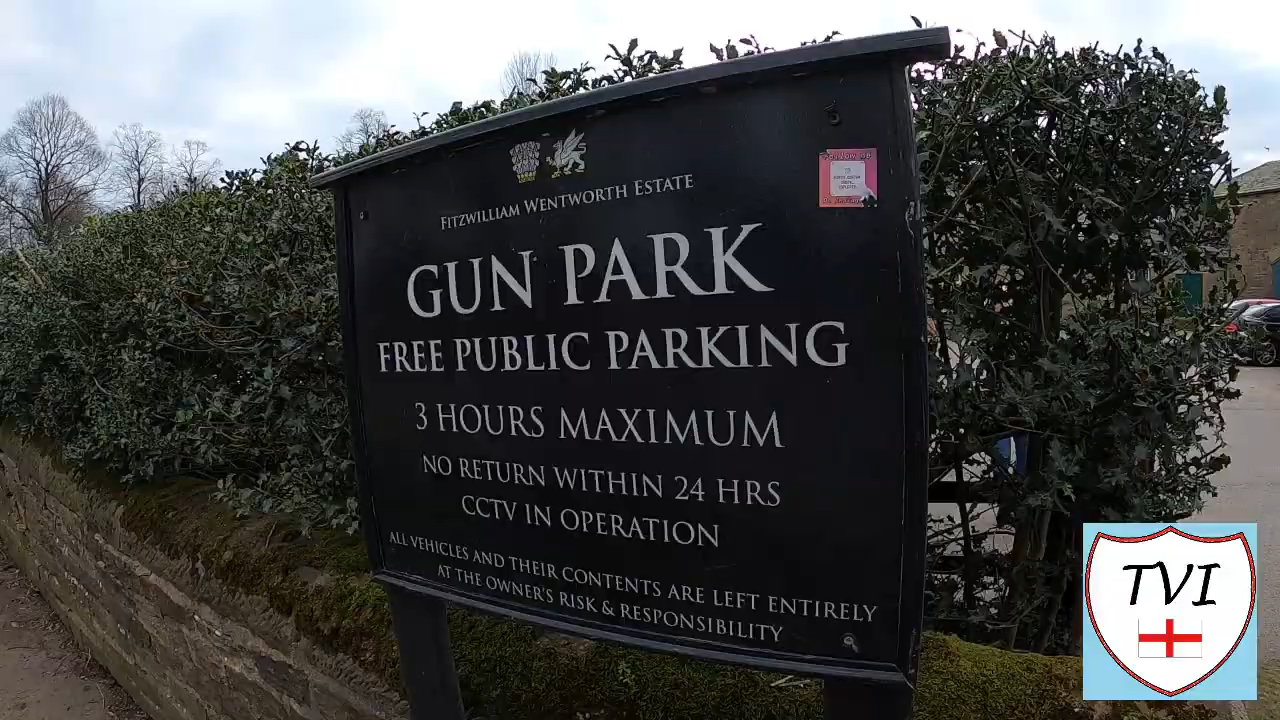 FITZWILLIAM WENTWORTH ESTATE
GUN PARK
FREE PUBLIC PARKING
3 HOURS MAXIMUM
NO RETURN WITHIN 24 HRS
CCTV IN OPERATION
ALL VEHICLES AND THEIR CONTENTS ARE LEFT ENTIRELY
AT THE OWNER'S RISK & RESPONSIBILITY
TVI